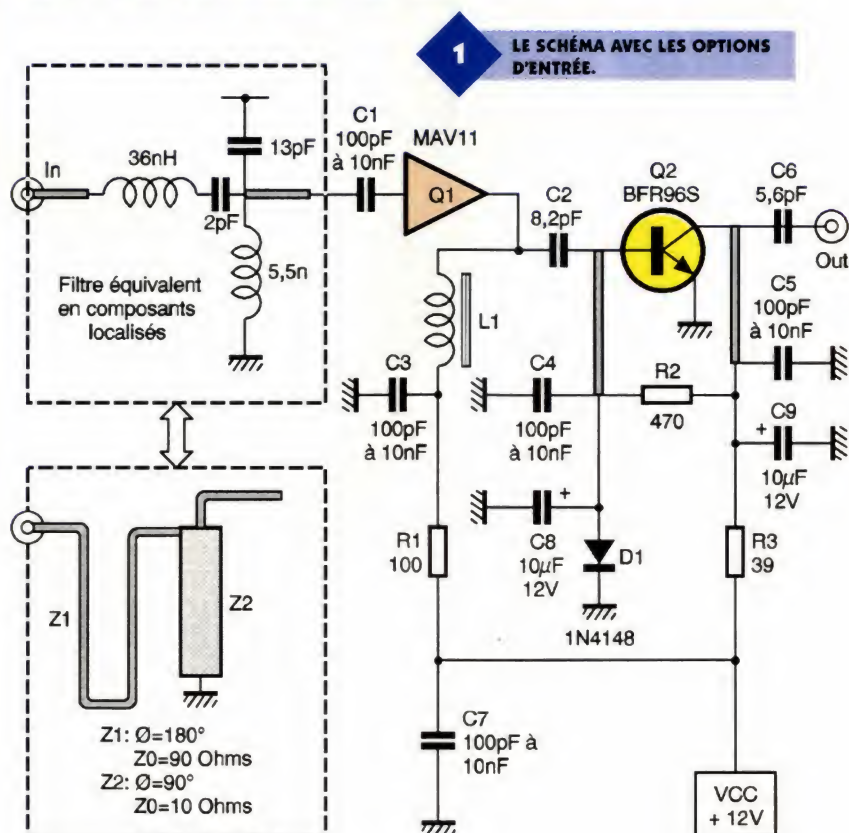 1
LE SCHÉMA AVEC LES OPTIONS
D'ENTRÉE.
In
36nH
2pF
13pF
5,5n
Filtre équivalent
en composants
localisés
C1
100pF
à 10nF
MAV11
Q1
C2
8,2pF
Q2
BFR96S
C6
5,6pF
Out
L1
C3
100pF
à 10nF
C4
100pF
à 10nF
R2
470
C5
100pF
à 10nF
+
C9
10µF
12V
+
C8
10µF
12V
D1
1N4148
R1
100
R3
39
Z1
Z2
Z1: Ø=180°
Z0=90 Ohms
Z2: Ø=90°
Z0=10 Ohms
C7
100pF à
10nF
VCC
+ 12V